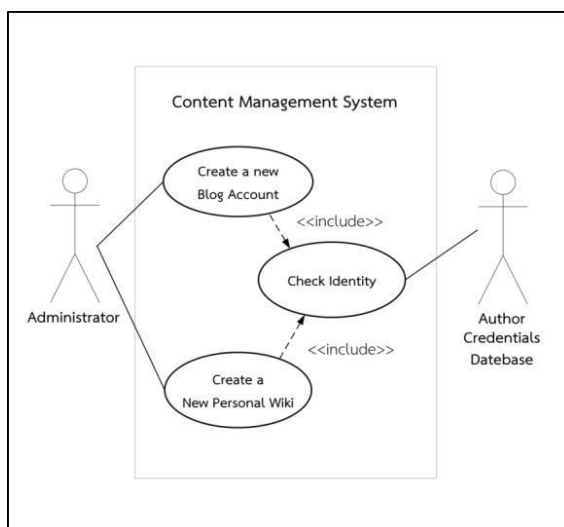 Content Management System
Create a new
Blog Account
<<include>>
Check Identity
Administrator
Author
Credentials
Datebase
<<include>>
Create a
New Personal Wiki